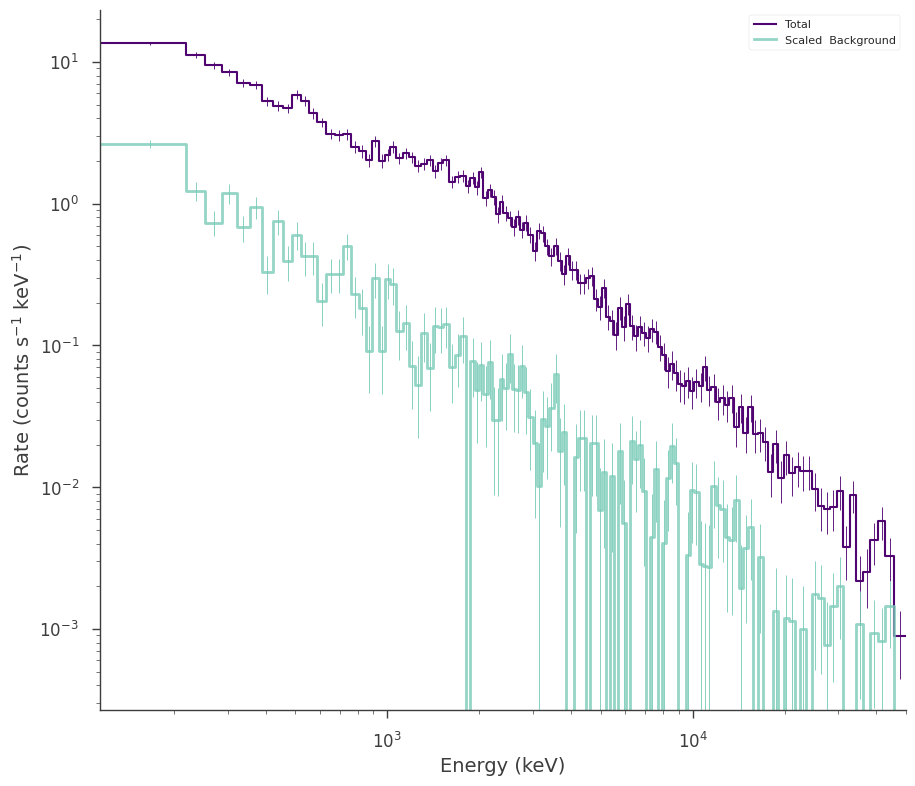 Total
Scaled  Background
10¹
10⁰
10⁻¹
10⁻²
10⁻³
Rate (counts s⁻¹ keV⁻¹)
10³
10⁴
Energy (keV)